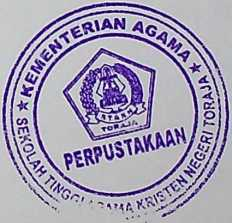 ★ KEMENTERIAN AGAMA ★
SEKOLAH TINGGI AGAMA KRISTEN NEGERI TORAJA
STAKN
TORAJA
PERPUSTAKAAN